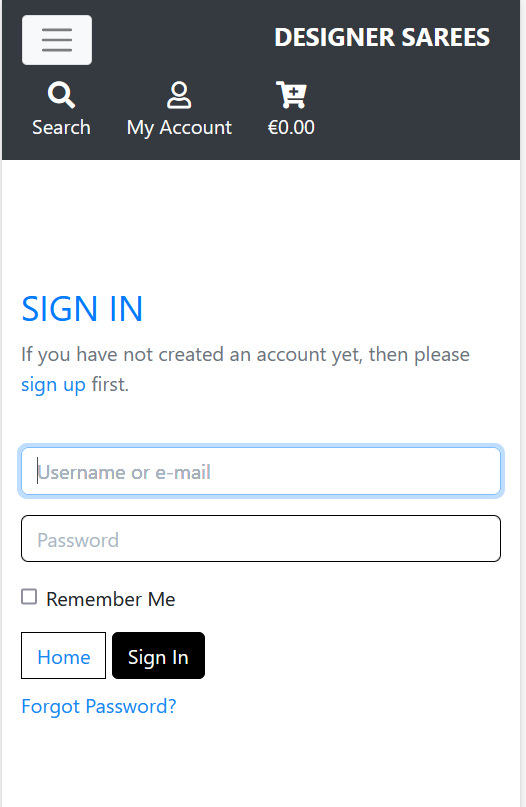 DESIGNER SAREES
Search
My Account
€0.00
SIGN IN
If you have not created an account yet, then please
sign up first.
Username or e-mail
Password
Remember Me
Home
Sign In
Forgot Password?